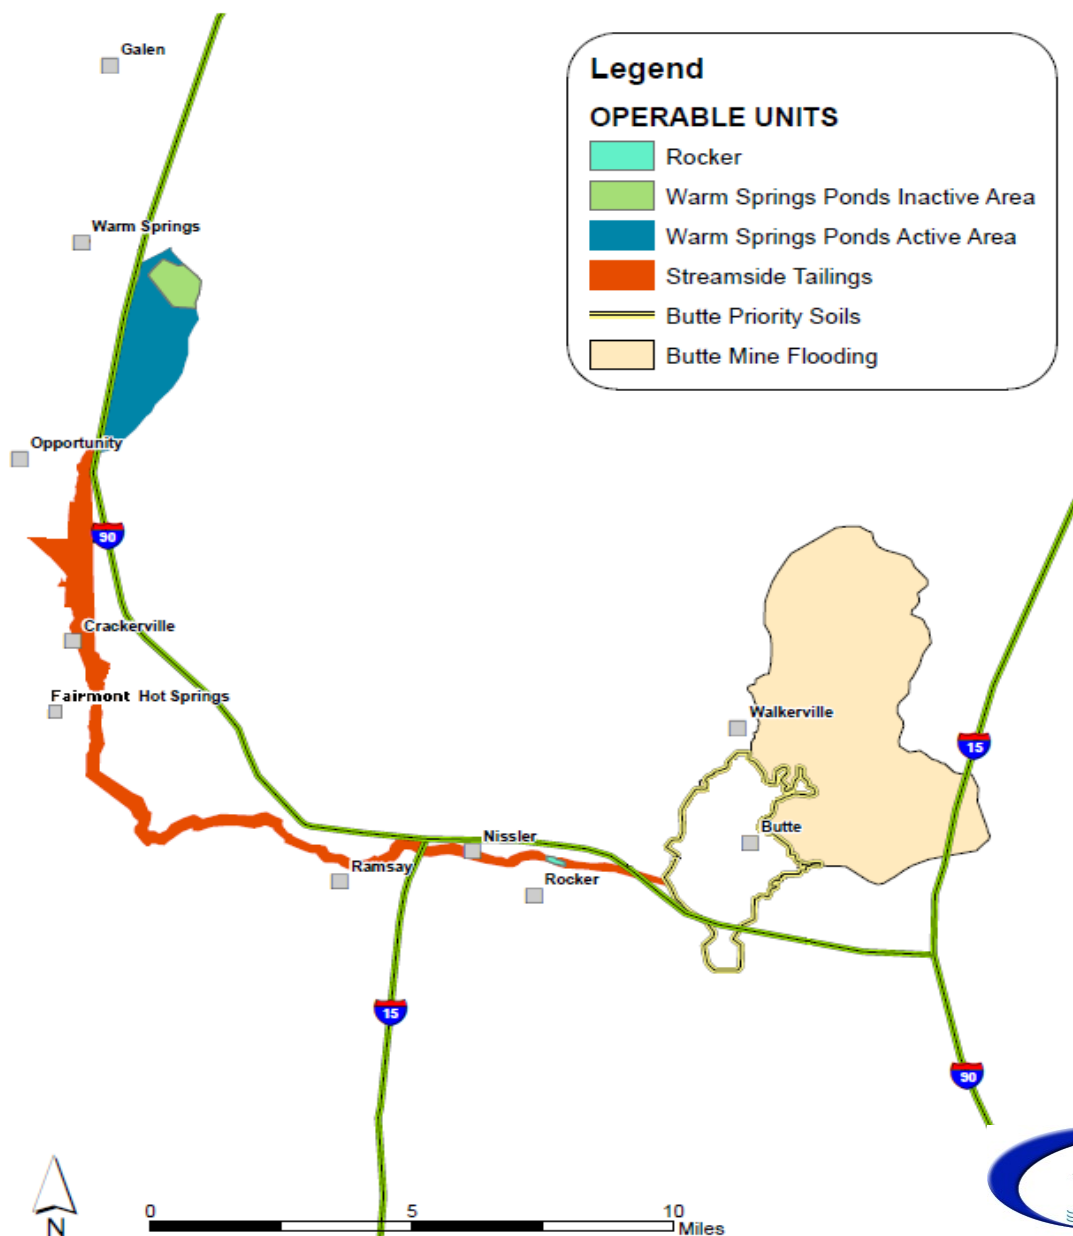 Galen
Legend
OPERABLE UNITS
Rocker
Warm Springs Ponds Inactive Area
Warm Springs Ponds Active Area
Streamside Tailings
Butte Priority Soils
Butte Mine Flooding
Warm Springs
Opportunity
90
Crackerville
Fairmont Hot Springs
Walkerville
15
Butte
Nissler
Ramsay
Rocker
15
90
N
0 5 10
Miles